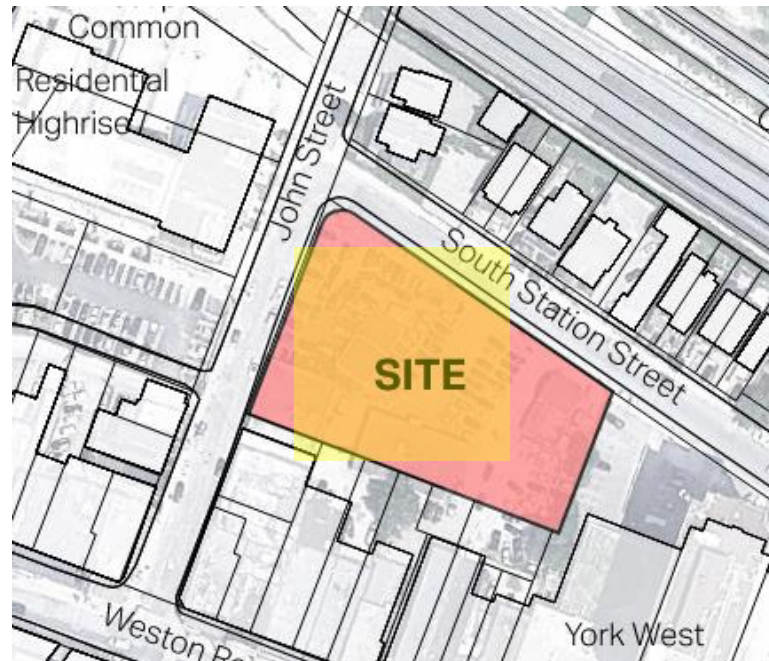 Common
Residential
Highrise
John Street
South Station Street
SITE
Weston
York West